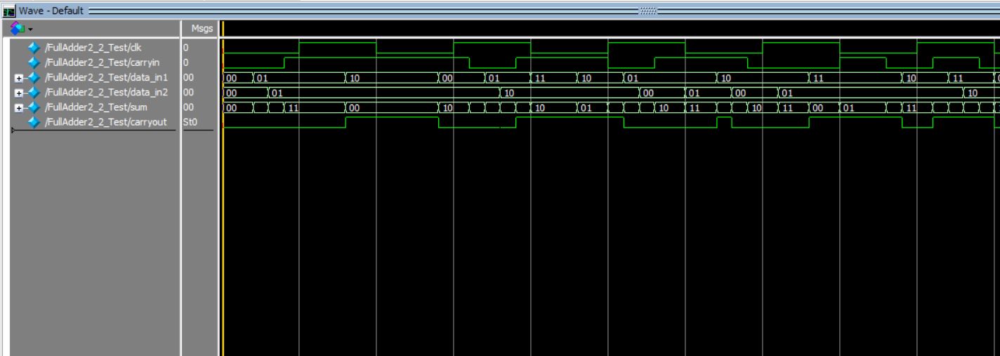 Wave - Default
Msgs
/FullAdder2_2_Test/clk 0
/FullAdder2_2_Test/carryin 0
/FullAdder2_2_Test/data_in1 00 00 01 10 00 01 11 10 01 10 11 10 11
/FullAdder2_2_Test/data_in2 00 00 01 10 00 01 00 01 10
/FullAdder2_2_Test/sum 00 00 11 00 10 10 01 10 11 10 11 00 01 11
/FullAdder2_2_Test/carryout St0